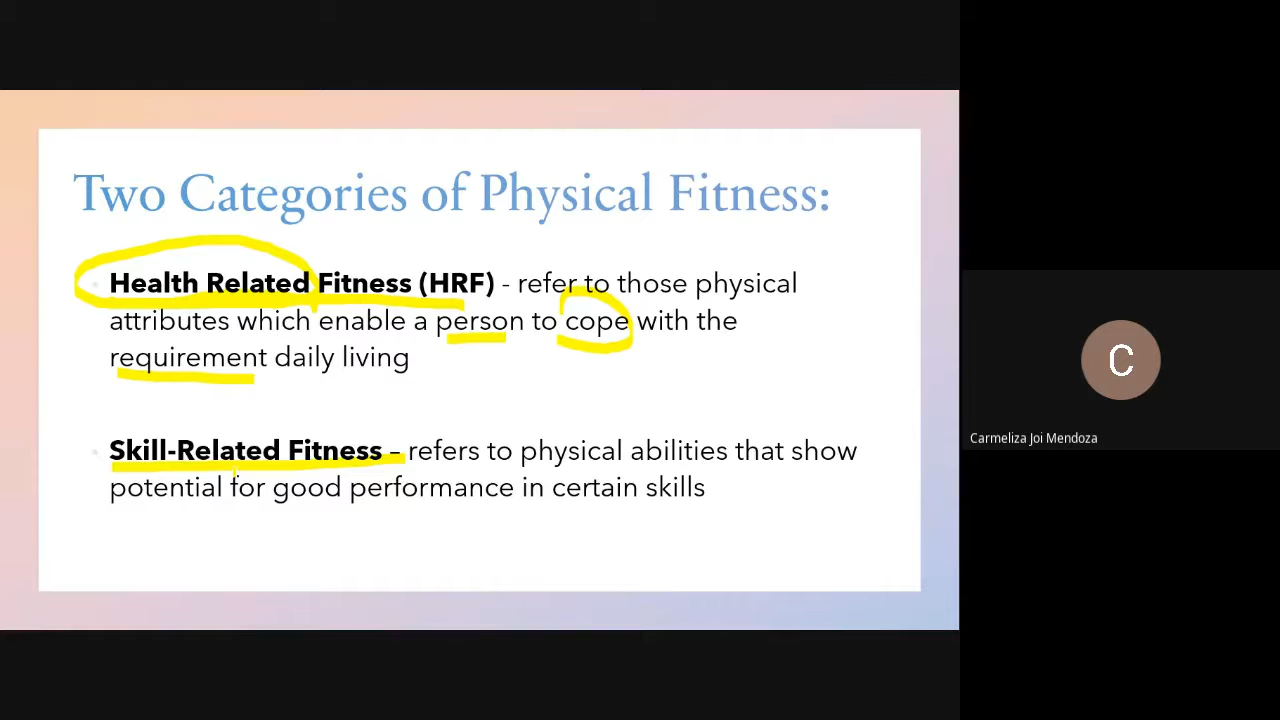 Two Categories of Physical Fitness:
Health Related Fitness (HRF) - refer to those physical
attributes which enable a person to cope with the
requirement daily living
Skill-Related Fitness – refers to physical abilities that show
potential for good performance in certain skills
C
Carmeliza Joi Mendoza